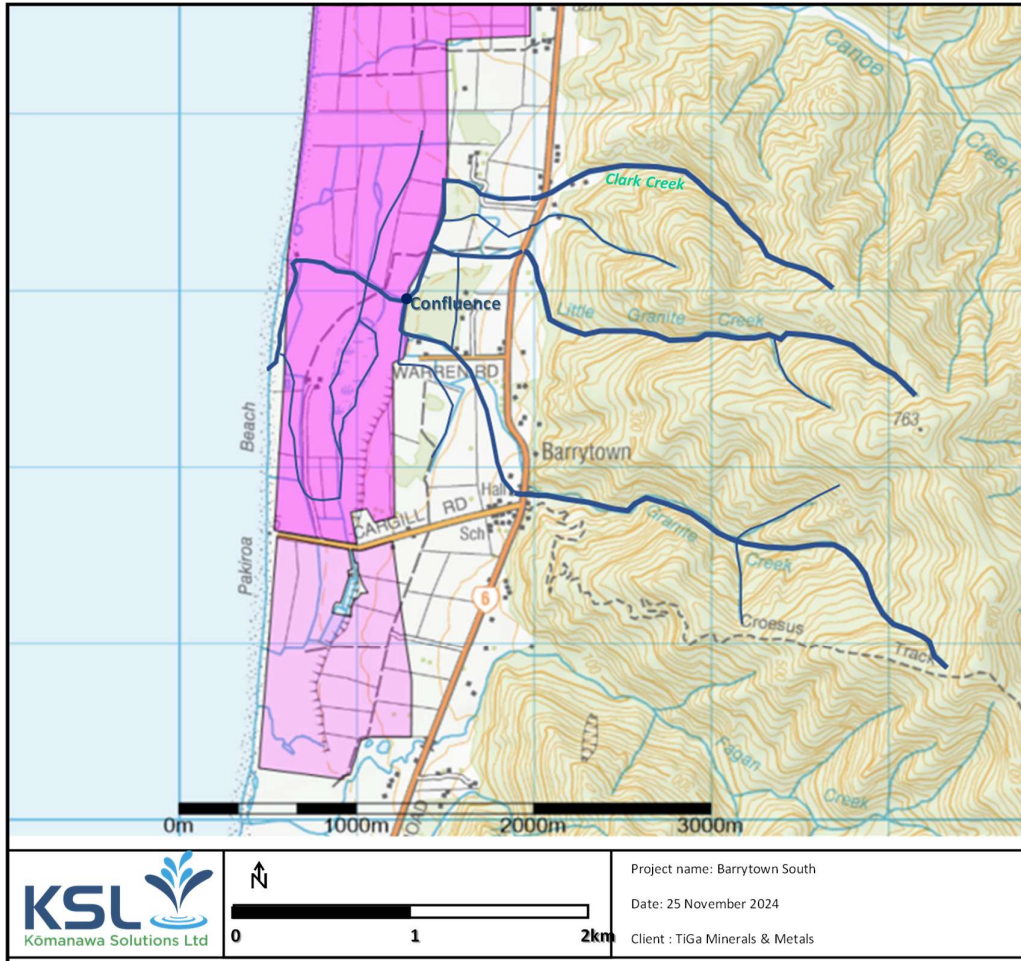 Canoe
Creek
Clark Creek
Confluence
Little Granite Creek
WARREN RD
763
Beach
Barrytown
Hall
CARGILL RD
Sch
Granite
Creek
Pakiroa
6
Croesus
Track
Fagan
Creek
OAD
0m 1000m 2000m 3000m
KSL
Kōmanawa Solutions Ltd
N
0 1 2km
Project name: Barrytown South
Date: 25 November 2024
Client : TiGa Minerals & Metals